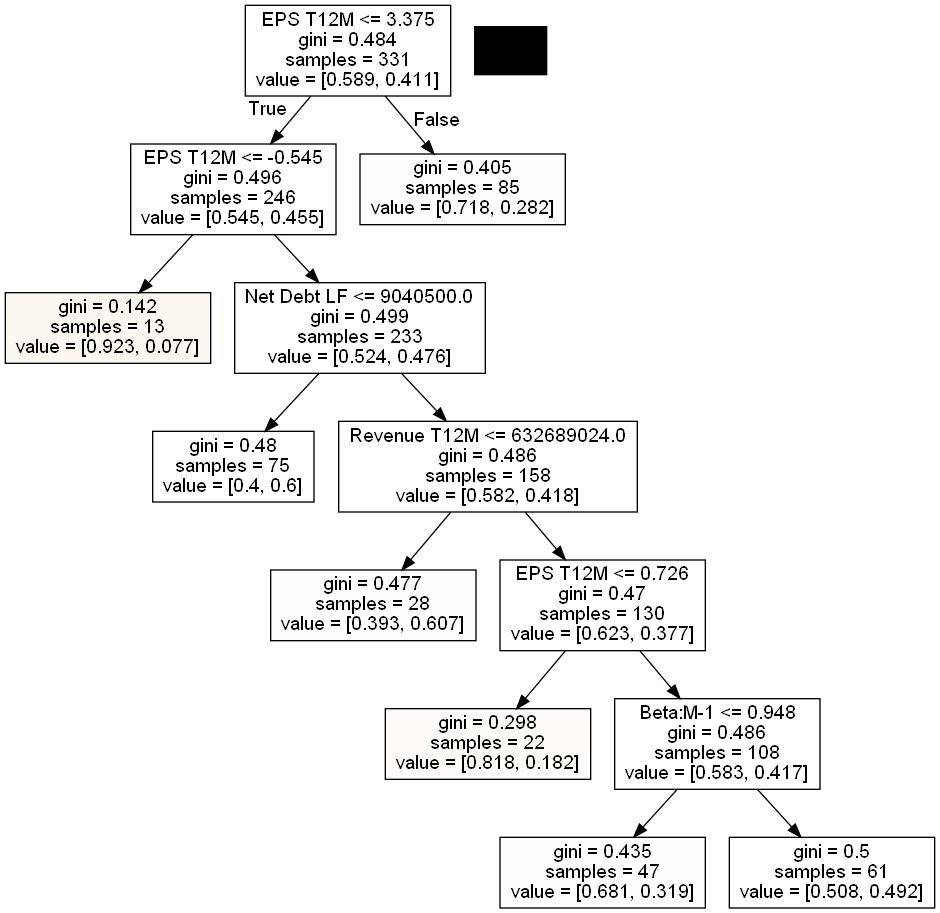 EPS T12M <= 3.375
gini = 0.484
samples = 331
value = [0.589, 0.411]
True
False
EPS T12M <= -0.545
gini = 0.496
samples = 246
value = [0.545, 0.455]
gini = 0.405
samples = 85
value = [0.718, 0.282]
gini = 0.142
samples = 13
value = [0.923, 0.077]
Net Debt LF <= 9040500.0
gini = 0.499
samples = 233
value = [0.524, 0.476]
gini = 0.48
samples = 75
value = [0.4, 0.6]
Revenue T12M <= 632689024.0
gini = 0.486
samples = 158
value = [0.582, 0.418]
gini = 0.477
samples = 28
value = [0.393, 0.607]
EPS T12M <= 0.726
gini = 0.47
samples = 130
value = [0.623, 0.377]
gini = 0.298
samples = 22
value = [0.818, 0.182]
Beta:M-1 <= 0.948
gini = 0.486
samples = 108
value = [0.583, 0.417]
gini = 0.435
samples = 47
value = [0.681, 0.319]
gini = 0.5
samples = 61
value = [0.508, 0.492]